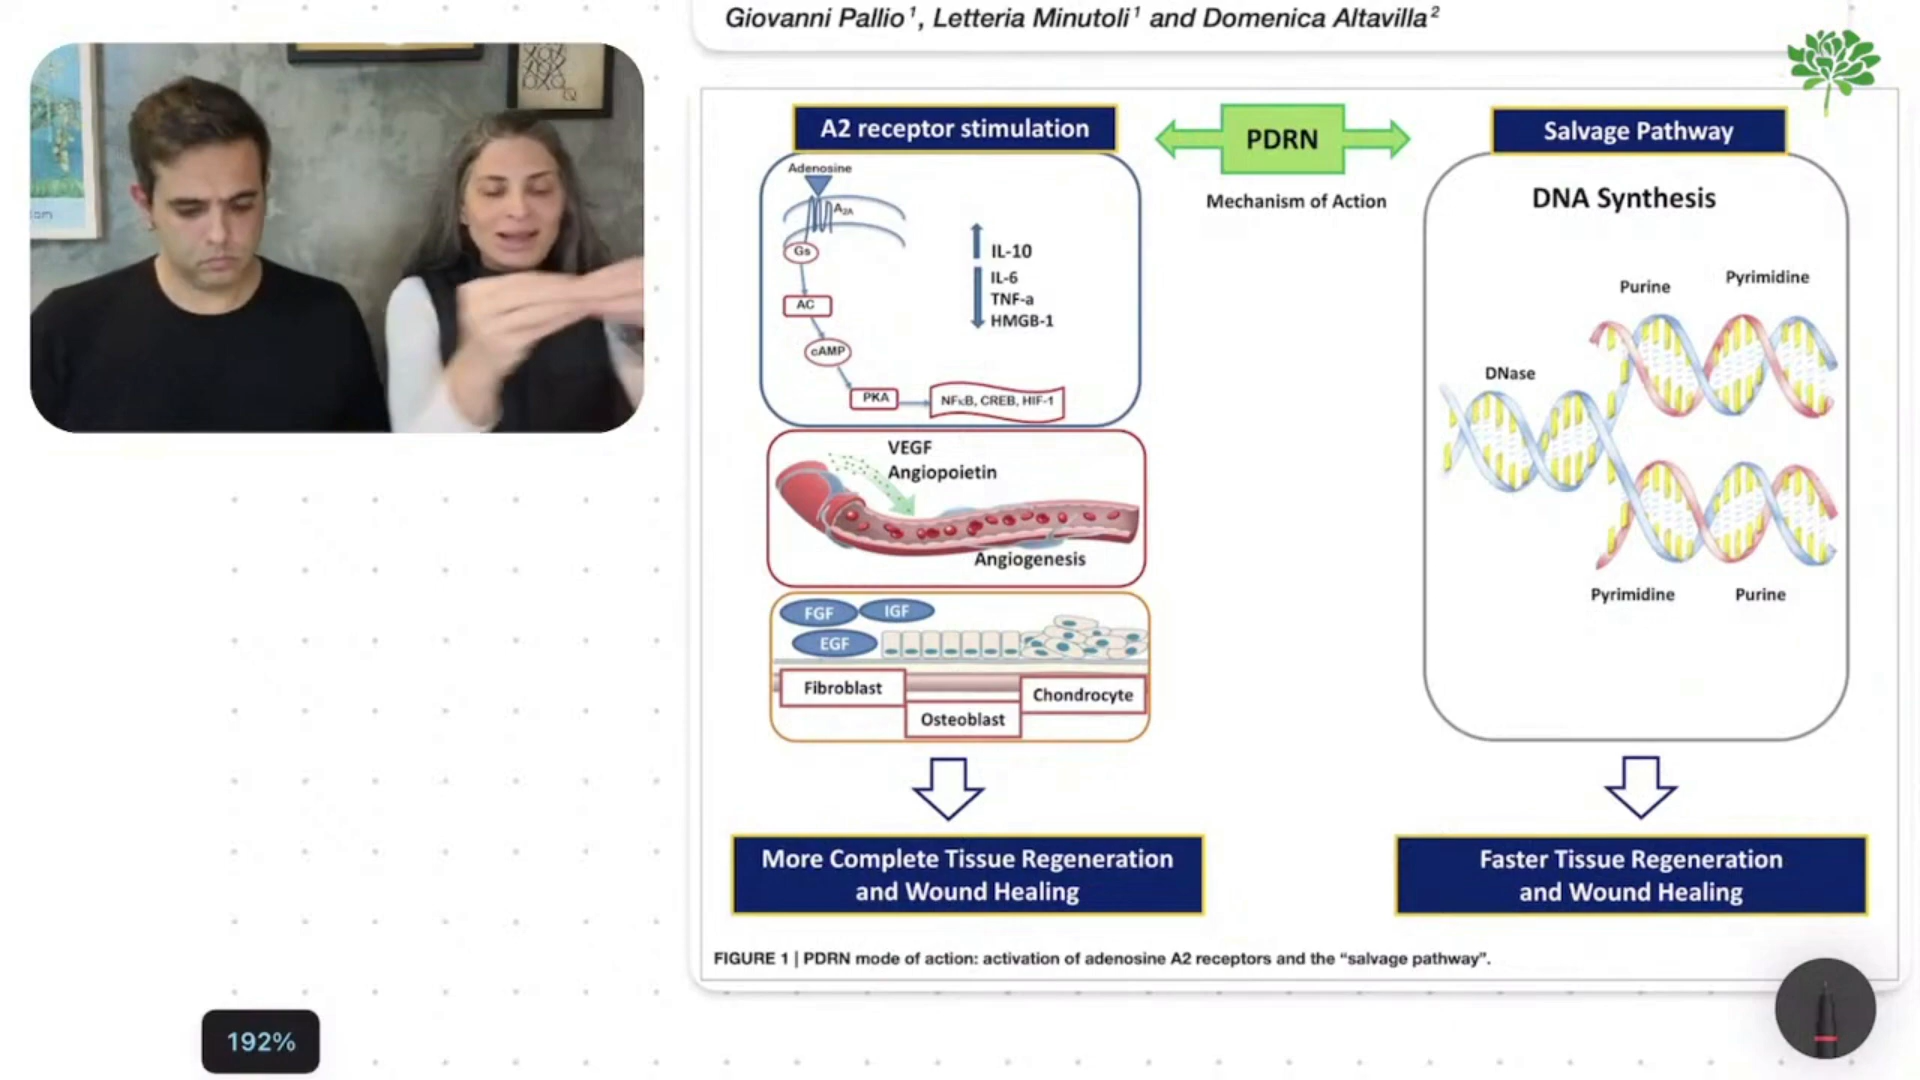 Giovanni Pallio¹, Letteria Minutoli¹ and Domenica Altavilla²
A2 receptor stimulation
PDRN
Mechanism of Action
Salvage Pathway
Adenosine
A2A
Gs
AC
cAMP
PKA
NFκB, CREB, HIF-1
IL-10
IL-6
TNF-a
HMGB-1
VEGF
Angiopoietin
Angiogenesis
FGF
IGF
EGF
Fibroblast
Osteoblast
Chondrocyte
More Complete Tissue Regeneration
and Wound Healing
DNA Synthesis
Purine
Pyrimidine
DNase
Pyrimidine
Purine
Faster Tissue Regeneration
and Wound Healing
FIGURE 1 | PDRN mode of action: activation of adenosine A2 receptors and the “salvage pathway”.
192%